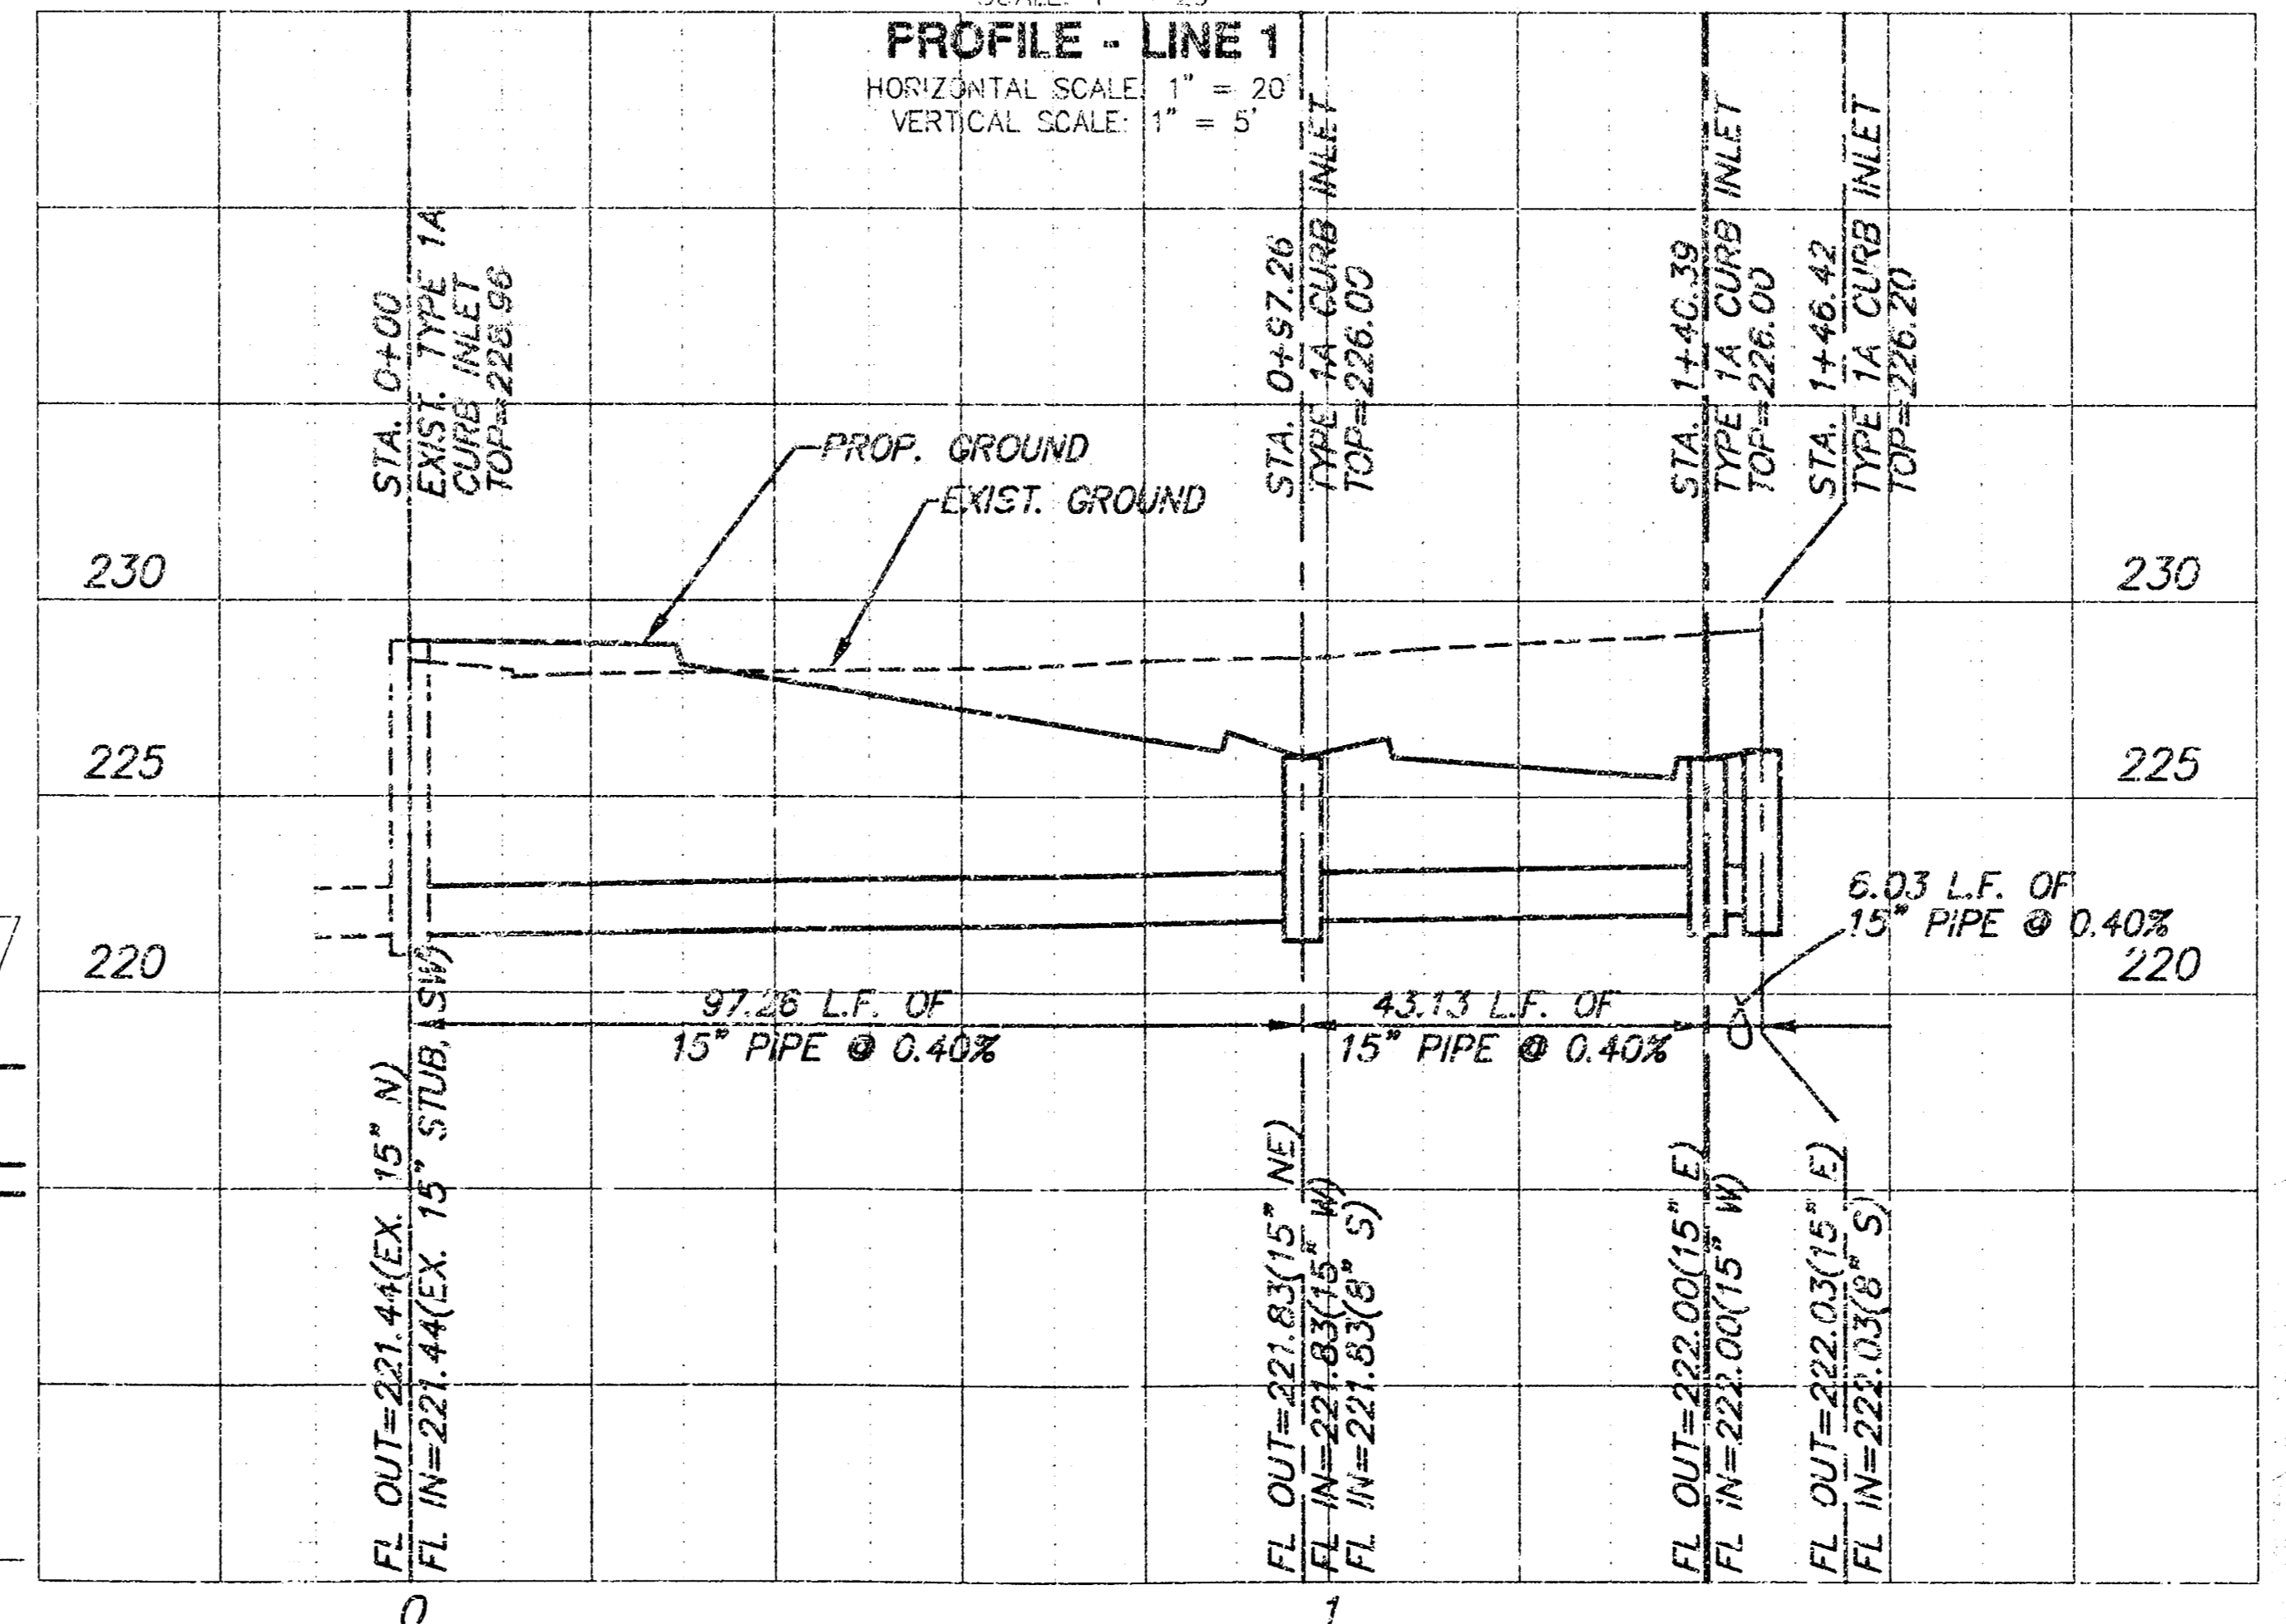 PROFILE - LINE 1
HORIZONTAL SCALE: 1" = 20'
VERTICAL SCALE: 1" = 5'
STA. 0+00
EXIST. TYPE 1A
CURB INLET
TOP=228.96
STA. 0+97.26
TYPE 1A CURB INLET
TOP=226.00
STA. 1+40.39
TYPE 1A CURB INLET
TOP=226.00
STA. 1+46.42
TYPE 1A CURB INLET
TOP=226.20
PROP. GROUND
EXIST. GROUND
230
230
225
225
220
220
6.03 L.F. OF
15" PIPE @ 0.40%
97.26 L.F. OF
15" PIPE @ 0.40%
43.13 L.F. OF
15" PIPE @ 0.40%
FL OUT=221.44(EX. 15" N)
FL IN=221.44(EX. 15" STUB, SW)
FL OUT=221.83(15" NE)
FL IN=221.83(15" W)
FL IN=221.83(8" S)
FL OUT=222.00(15" E)
FL IN=222.00(15" W)
FL OUT=222.03(15" E)
FL IN=222.03(8" S)
0
1